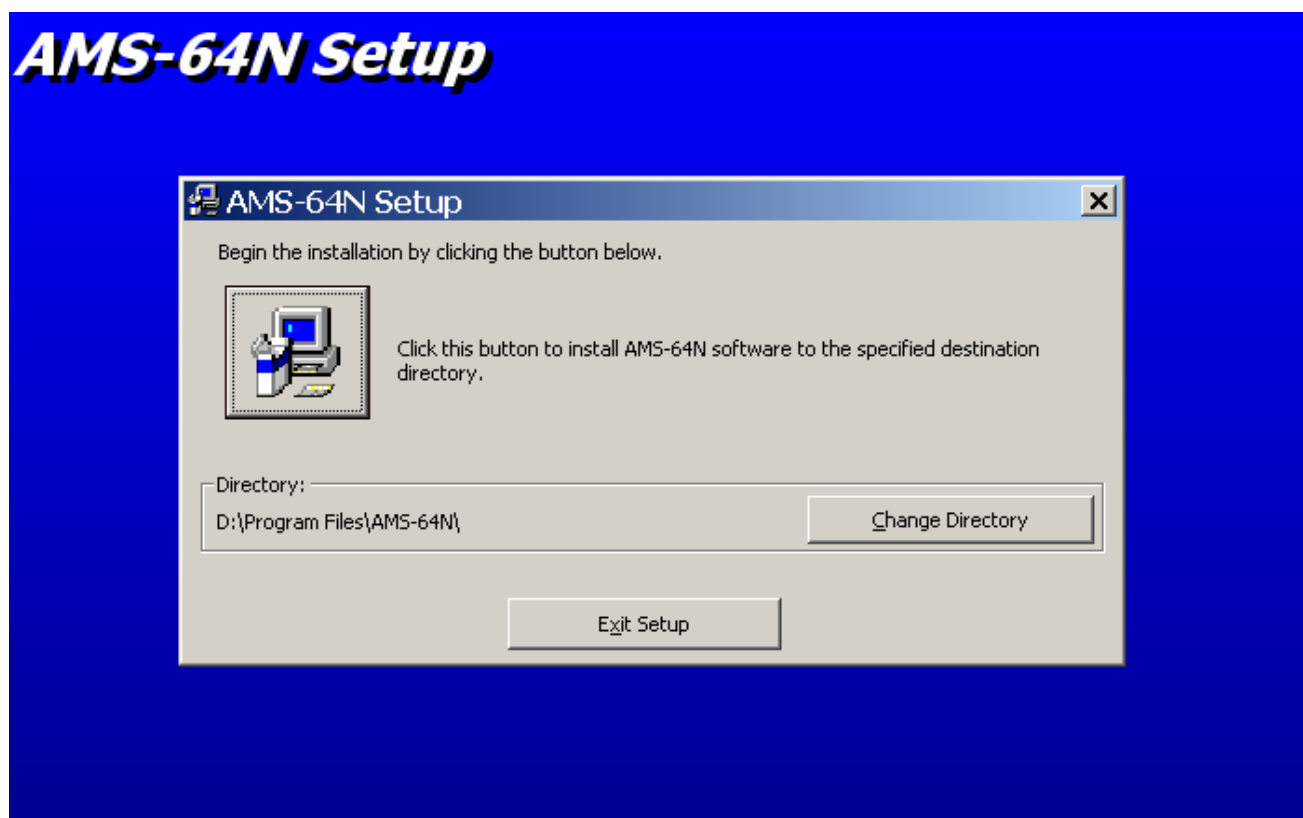 AMS-64N Setup
AMS-64N Setup
Begin the installation by clicking the button below.
Click this button to install AMS-64N software to the specified destination
directory.
Directory:
D:\Program Files\AMS-64N\
Change Directory
Exit Setup